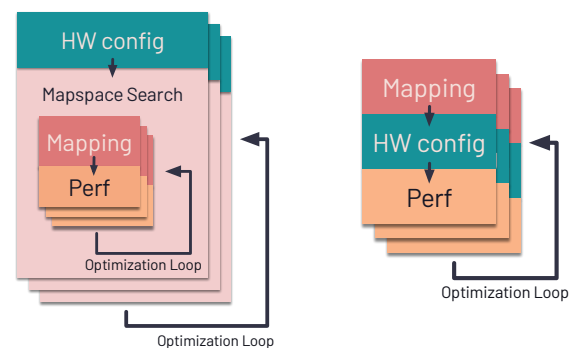 HW config
Mapspace Search
Mapping
Perf
Optimization Loop
Optimization Loop
Mapping
HW config
Perf
Optimization Loop